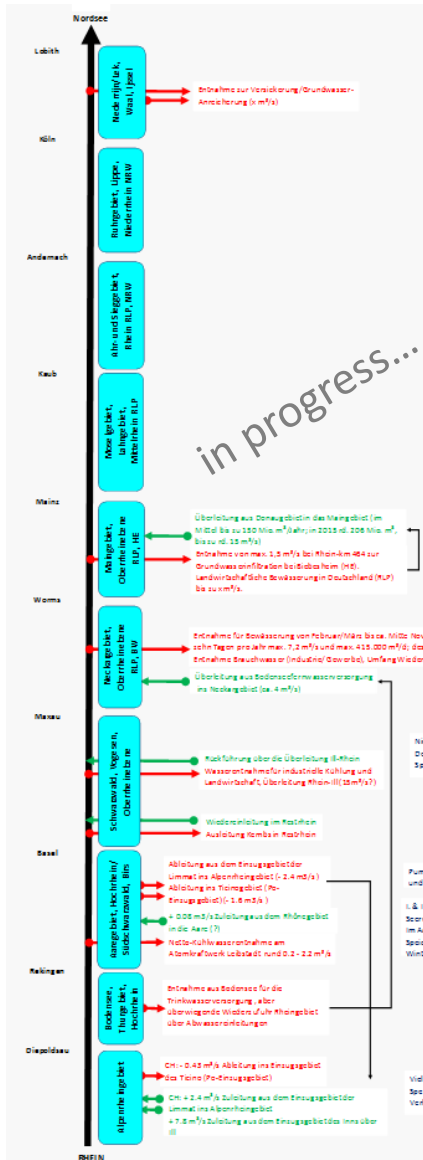 Nordsee
Lobith
Nederrijn/Lek,
Waal, IJssel
Entnahme zur Versickerung/Grundwasser-
Anreicherung (x m³/s)
Köln
Ruhrgebiet, Lippe,
Niederrhein NRW
Andernach
Ahr- und Sieggebiet,
Rhein RLP, NRW
Kaub
Moselgebiet,
Lahngebiet,
Mittelrhein RLP
in progress...
Mainz
Maingebiet,
Oberrheinebene
RLP, HE
Überleitung aus Donaugebiet in das Maingebiet (im
Mittel bis zu 150 Mio. m³/Jahr; in 2015 rd. 206 Mio. m³,
bis zu rd. 15 m³/s)
Entnahme von max. 1,5 m³/s bei Rhein-km 464 zur
Grundwasserinfiltration bei Biebesheim (HE).
Landwirtschaftliche Bewässerung in Deutschland (RLP)
bis zu x m³/s.
Worms
Neckargebiet,
Oberrheinebene
RLP, BW
Entnahme für Bewässerung von Februar/März bis ca. Mitte Nov
zehn Tagen pro Jahr max. 7,2 m³/s und max. 415.000 m³/d; des
Entnahme Brauchwasser (Industrie/Gewerbe), Umfang Wieder
Überleitung aus Bodenseefernwasserversorgung
ins Neckargebiet (ca. 4 m³/s)
Maxau
Schwarzwald, Vogesen,
Oberrheinebene
Rückführung über die Überleitung Ill-Rhein
Wasserentnahme für industrielle Kühlung und
Landwirtschaft, Überleitung Rhein-Ill (15m³/s?)
Wiedereinleitung im Restrhein
Ausleitung Kembs in Restrhein
Basel
Aaregebiet, Hochrhein/
Südschwarzwald, Birs
Ableitung aus dem Einzugsgebiet der
Limmat ins Alpenrheingebiet (- 2.4 m3/s)
Ableitung ins Ticinogebiet (Po-
Einzugsgebiet) (- 1.6 m3/s)
+ 0.08 m3/s Zuleitung aus dem Rhônegebiet
in die Aare (?)
Netto-Kühlwasserentnahme am
Atomkraftwerk Leibstadt rund 0.2 - 2.2 m³/s
Rekingen
Bodensee,
Thurgebiet,
Hochrhein
Entnahme aus Bodensee für die
Trinkwasserversorgung, aber
überwiegende Wiederzufuhr Rheingebiet
über Abwassereinleitungen
Diepoldsau
Alpenrheingebiet
CH: - 0.43 m³/s Ableitung ins Einzugsgebiet
des Ticino (Po-Einzugsgebiet)
CH: + 2.4 m³/s Zuleitung aus dem Einzugsgebiet der
Limmat ins Alpenrheingebiet
+ 7.8 m³/s Zuleitung aus dem Einzugsgebiet des Inns über
Ill
RHEIN